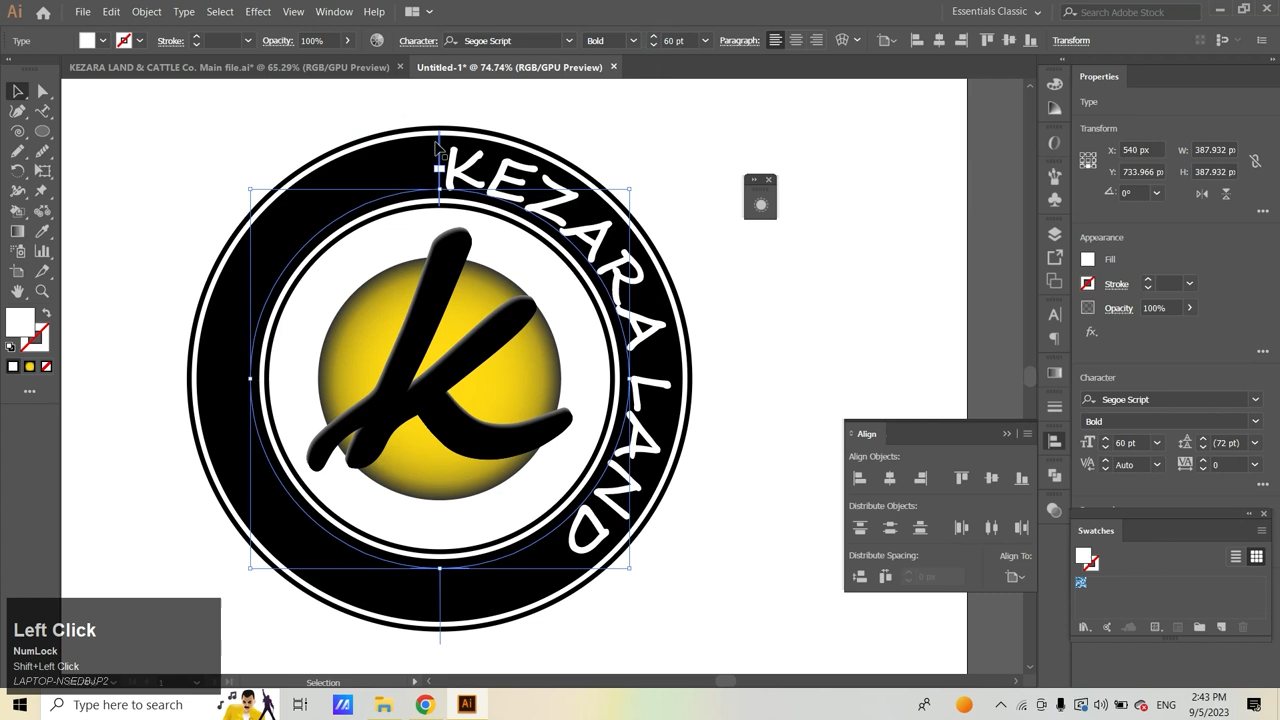 Ai File Edit Object Type Select Effect View Window Help Essentials Classic Search Adobe Stock
Type Stroke: Opacity: 100% Character: Segoe Script Bold 60 pt Paragraph: Transform
KEZARA LAND & CATTLE Co. Main file.ai* @ 65.29% (RGB/GPU Preview) × Untitled-1* @ 74.74% (RGB/GPU Preview) ×
KEZARA LAND
K
Properties
Type
Transform
X: 540 px W: 387.932 p
Y: 733.966 p H: 387.932 p
0°
Appearance
Fill
Stroke
Opacity 100%
fx.
Character
Segoe Script
Bold
60 pt (72 pt)
Auto 0
Align
Align Objects:
Distribute Objects:
Distribute Spacing: Align To:
0 px
Swatches
Left Click
NumLock
Shift+Left Click
LAPTOP-NSEDBJP2
1 Selection
Type here to search
Ai
2:43 PM
9/5/2023